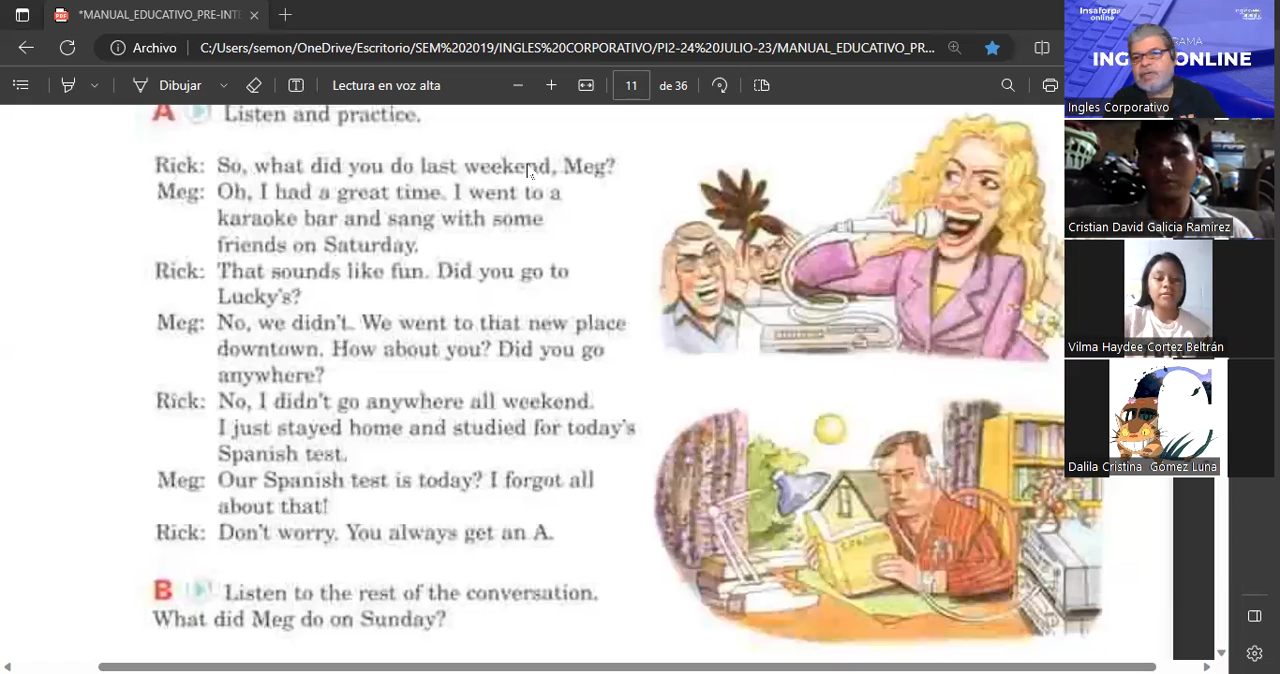 *MANUAL_EDUCATIVO_PRE-INTE
Archivo
C:/Users/semon/OneDrive/Escritorio/SEM%202019/INGLES%20CORPORATIVO/PI2-24%20JULIO-23/MANUAL_EDUCATIVO_PR...
Dibujar
Lectura en voz alta
11
de 36
A Listen and practice.
Rick: So, what did you do last weekend, Meg?
Meg: Oh, I had a great time. I went to a
karaoke bar and sang with some
friends on Saturday.
Rick: That sounds like fun. Did you go to
Lucky's?
Meg: No, we didn't. We went to that new place
downtown. How about you? Did you go
anywhere?
Rick: No, I didn't go anywhere all weekend.
I just stayed home and studied for today's
Spanish test.
Meg: Our Spanish test is today? I forgot all
about that!
Rick: Don't worry. You always get an A.
B Listen to the rest of the conversation.
What did Meg do on Sunday?
Insaforp
online
INGL
ONLINE
Ingles Corporativo
Cristian David Galicia Ramírez
Vilma Haydee Cortez Beltrán
Dalila Cristina Gómez Luna